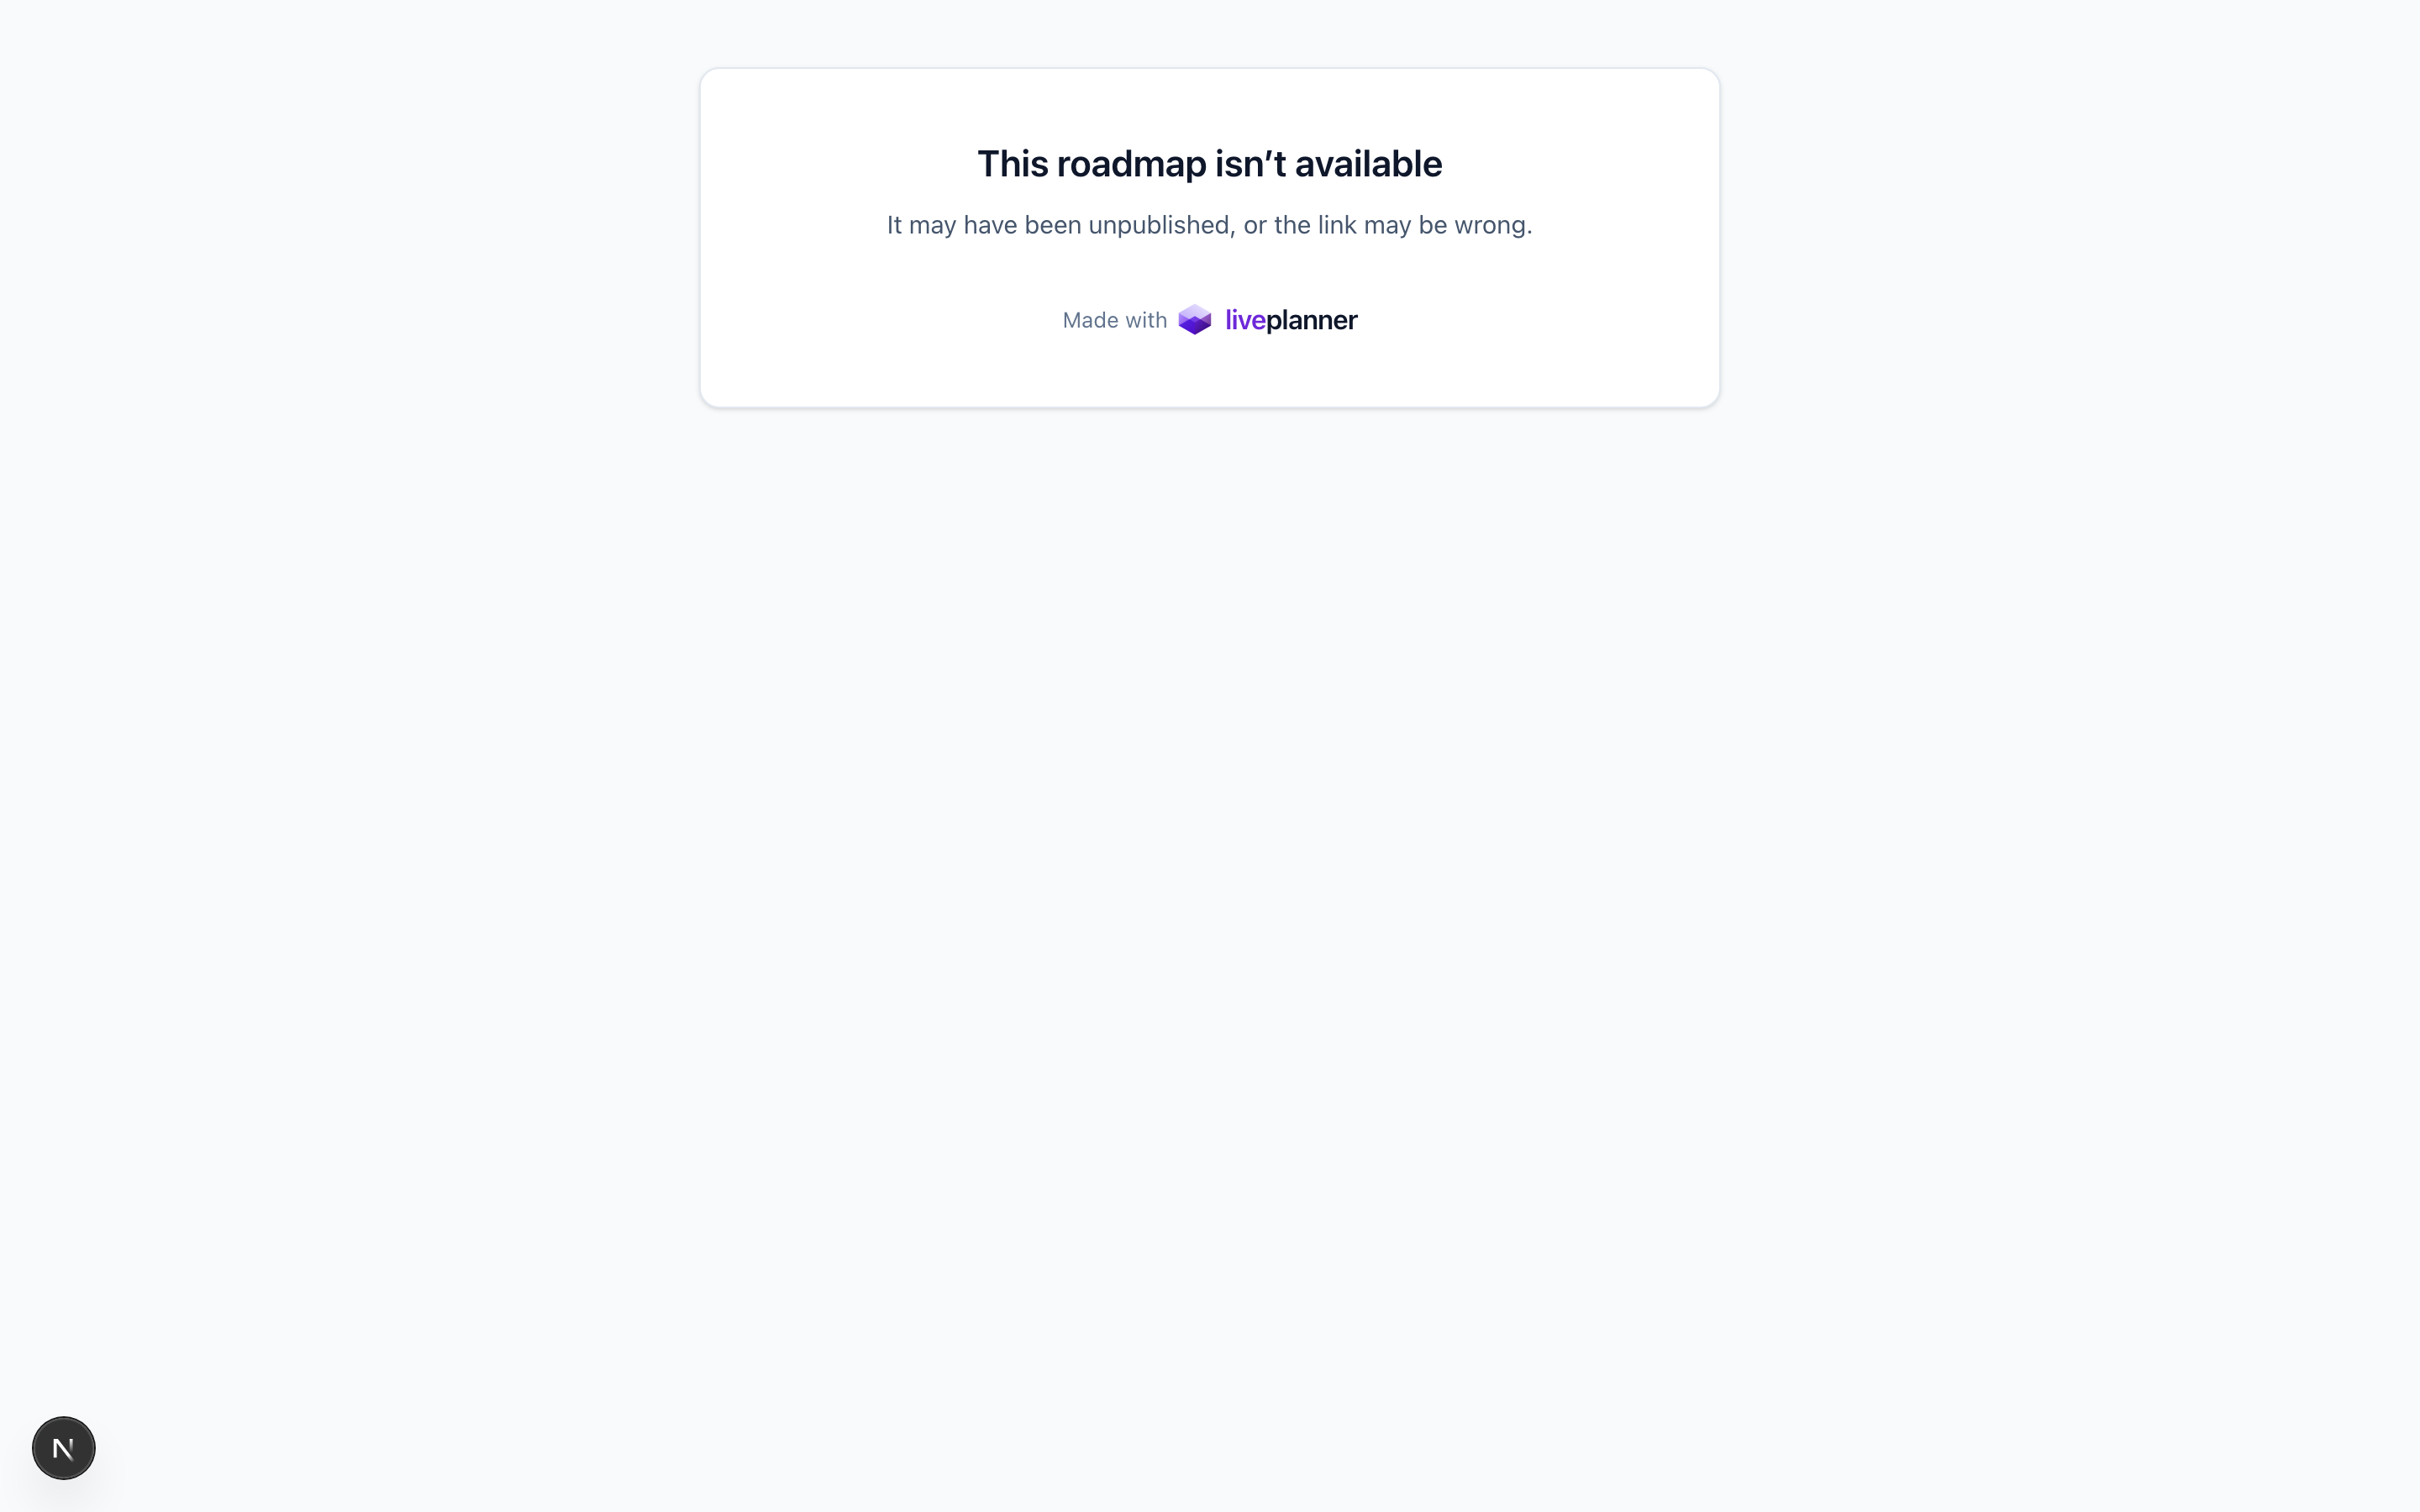 This roadmap isn’t available
It may have been unpublished, or the link may be wrong.
Made with liveplanner
N